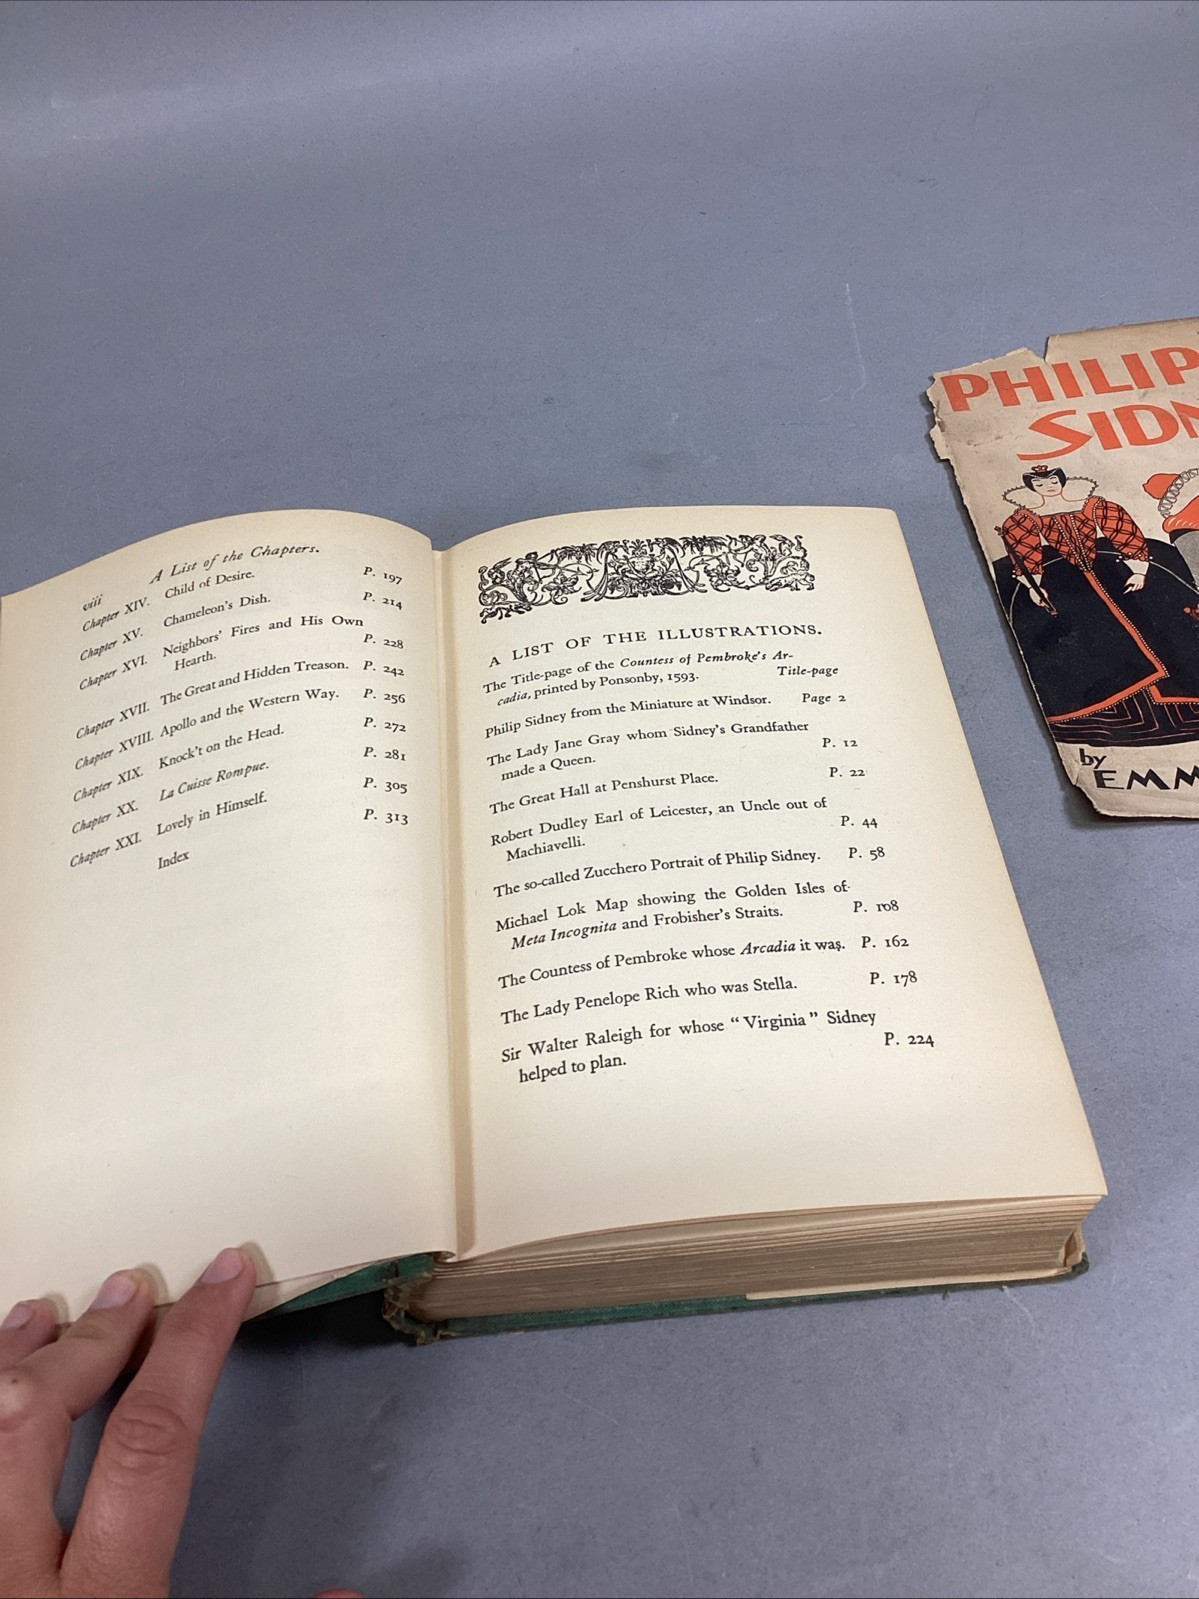 viii
A List of the Chapters.
Chapter XIV. Child of Desire. P. 197
Chapter XV. Chameleon's Dish. P. 214
Chapter XVI. Neighbors' Fires and His Own
Hearth. P. 228
Chapter XVII. The Great and Hidden Treason. P. 242
Chapter XVIII. Apollo and the Western Way. P. 256
Chapter XIX. Knock't on the Head. P. 272
Chapter XX. La Cuisse Rompue. P. 281
Chapter XXI. Lovely in Himself. P. 305
Index P. 313
A LIST OF THE ILLUSTRATIONS.
The Title-page of the Countess of Pembroke's Ar-
cadia, printed by Ponsonby, 1593. Title-page
Philip Sidney from the Miniature at Windsor. Page 2
The Lady Jane Gray whom Sidney's Grandfather
made a Queen. P. 12
The Great Hall at Penshurst Place. P. 22
Robert Dudley Earl of Leicester, an Uncle out of
Machiavelli. P. 44
The so-called Zucchero Portrait of Philip Sidney. P. 58
Michael Lok Map showing the Golden Isles of
Meta Incognita and Frobisher's Straits. P. 108
The Countess of Pembroke whose Arcadia it was. P. 162
The Lady Penelope Rich who was Stella. P. 178
Sir Walter Raleigh for whose "Virginia" Sidney
helped to plan. P. 224
PHILIP
SIDN
by
EMM